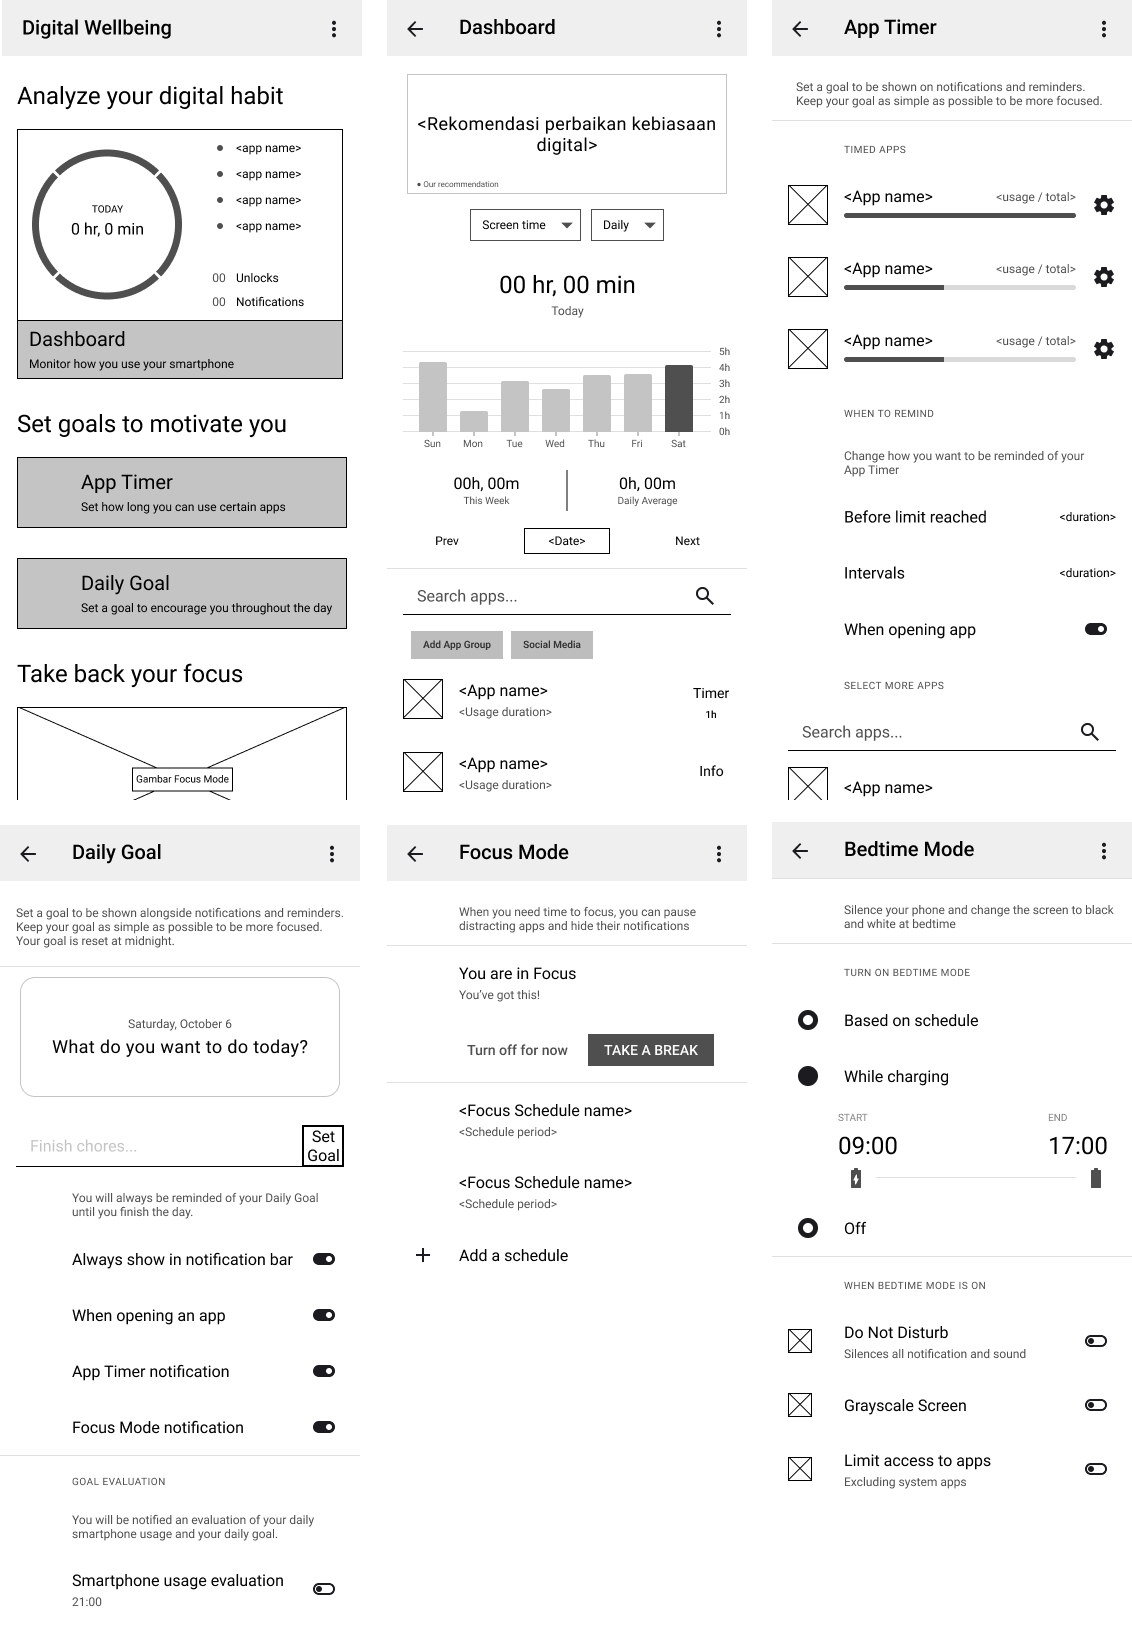 Digital Wellbeing
Analyze your digital habit
TODAY
0 hr, 0 min
<app name>
<app name>
<app name>
<app name>
00 Unlocks
00 Notifications
Dashboard
Monitor how you use your smartphone
Set goals to motivate you
App Timer
Set how long you can use certain apps
Daily Goal
Set a goal to encourage you throughout the day
Take back your focus
Gambar Focus Mode
Dashboard
<Rekomendasi perbaikan kebiasaan
digital>
Our recommendation
Screen time
Daily
00 hr, 00 min
Today
5h
4h
3h
2h
1h
0h
Sun Mon Tue Wed Thu Fri Sat
00h, 00m
This Week
0h, 00m
Daily Average
Prev
<Date>
Next
Search apps...
Add App Group
Social Media
<App name>
<Usage duration>
Timer
1h
<App name>
<Usage duration>
Info
App Timer
Set a goal to be shown on notifications and reminders.
Keep your goal as simple as possible to be more focused.
TIMED APPS
<App name> <usage / total>
<App name> <usage / total>
<App name> <usage / total>
WHEN TO REMIND
Change how you want to be reminded of your
App Timer
Before limit reached <duration>
Intervals <duration>
When opening app
SELECT MORE APPS
Search apps...
<App name>
Daily Goal
Set a goal to be shown alongside notifications and reminders.
Keep your goal as simple as possible to be more focused.
Your goal is reset at midnight.
Saturday, October 6
What do you want to do today?
Finish chores...
Set
Goal
You will always be reminded of your Daily Goal
until you finish the day.
Always show in notification bar
When opening an app
App Timer notification
Focus Mode notification
GOAL EVALUATION
You will be notified an evaluation of your daily
smartphone usage and your daily goal.
Smartphone usage evaluation
21:00
Focus Mode
When you need time to focus, you can pause
distracting apps and hide their notifications
You are in Focus
You've got this!
Turn off for now
TAKE A BREAK
<Focus Schedule name>
<Schedule period>
<Focus Schedule name>
<Schedule period>
Add a schedule
Bedtime Mode
Silence your phone and change the screen to black
and white at bedtime
TURN ON BEDTIME MODE
Based on schedule
While charging
START
09:00
END
17:00
Off
WHEN BEDTIME MODE IS ON
Do Not Disturb
Silences all notification and sound
Grayscale Screen
Limit access to apps
Excluding system apps